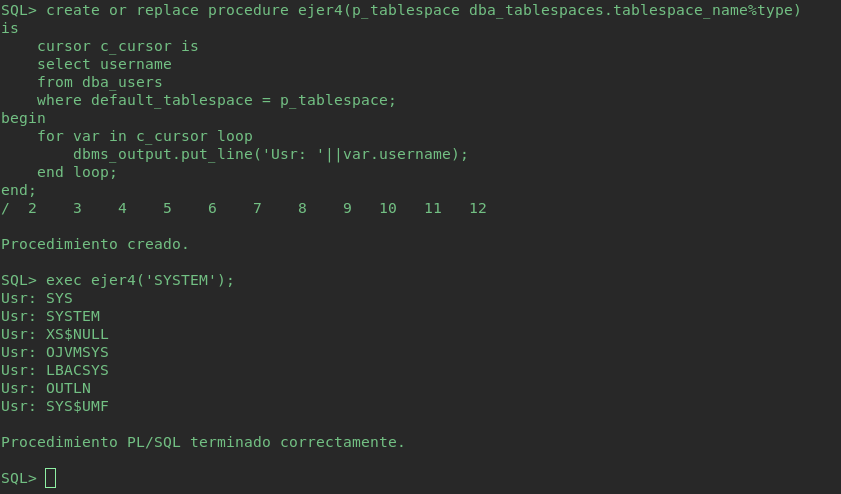 SQL> create or replace procedure ejer4(p_tablespace dba_tablespaces.tablespace_name%type)
is
    cursor c_cursor is
    select username
    from dba_users
    where default_tablespace = p_tablespace;
begin
    for var in c_cursor loop
        dbms_output.put_line('Usr: '||var.username);
    end loop;
end;
/  2    3    4    5    6    7    8    9   10   11   12
Procedimiento creado.
SQL> exec ejer4('SYSTEM');
Usr: SYS
Usr: SYSTEM
Usr: XS$NULL
Usr: OJVMSYS
Usr: LBACSYS
Usr: OUTLN
Usr: SYS$UMF
Procedimiento PL/SQL terminado correctamente.
SQL>